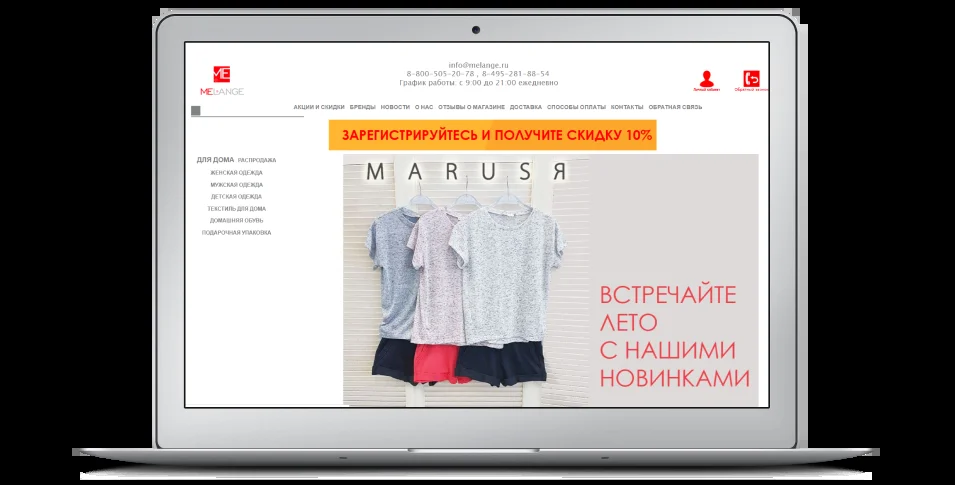 info@melange.ru
8-800-505-20-78 , 8-495-281-88-54
График работы: с 9:00 до 21:00 ежедневно
ME
MELANGE
Личный кабинет
Обратный звонок
АКЦИИ И СКИДКИ БРЕНДЫ НОВОСТИ О НАС ОТЗЫВЫ О МАГАЗИНЕ ДОСТАВКА СПОСОБЫ ОПЛАТЫ КОНТАКТЫ ОБРАТНАЯ СВЯЗЬ
ЗАРЕГИСТРИРУЙТЕСЬ И ПОЛУЧИТЕ СКИДКУ 10%
ДЛЯ ДОМА РАСПРОДАЖА
ЖЕНСКАЯ ОДЕЖДА
МУЖСКАЯ ОДЕЖДА
ДЕТСКАЯ ОДЕЖДА
ТЕКСТИЛЬ ДЛЯ ДОМА
ДОМАШНЯЯ ОБУВЬ
ПОДАРОЧНАЯ УПАКОВКА
MARUSЯ
ВСТРЕЧАЙТЕ
ЛЕТО
С НАШИМИ
НОВИНКАМИ